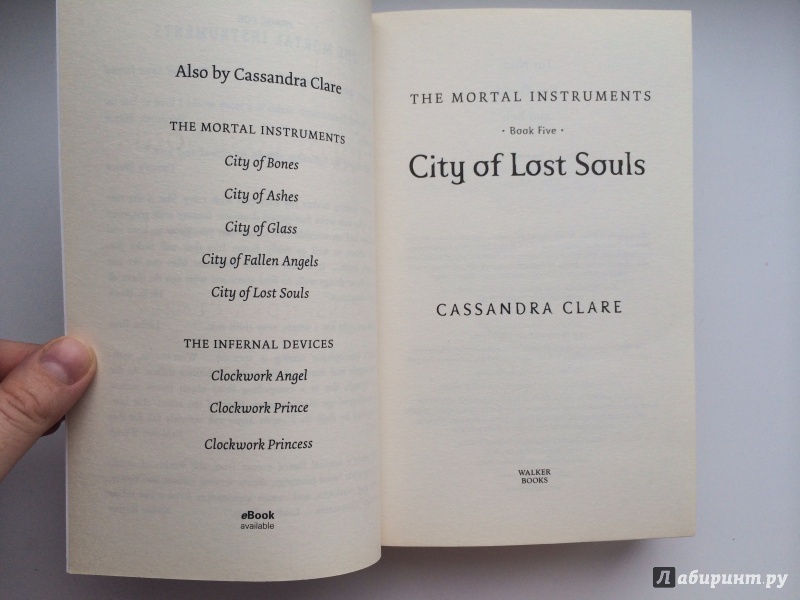 Also by Cassandra Clare
THE MORTAL INSTRUMENTS
City of Bones
City of Ashes
City of Glass
City of Fallen Angels
City of Lost Souls
THE INFERNAL DEVICES
Clockwork Angel
Clockwork Prince
Clockwork Princess
eBook
available
THE MORTAL INSTRUMENTS
• Book Five •
City of Lost Souls
CASSANDRA CLARE
WALKER
BOOKS
Лабиринт.ру